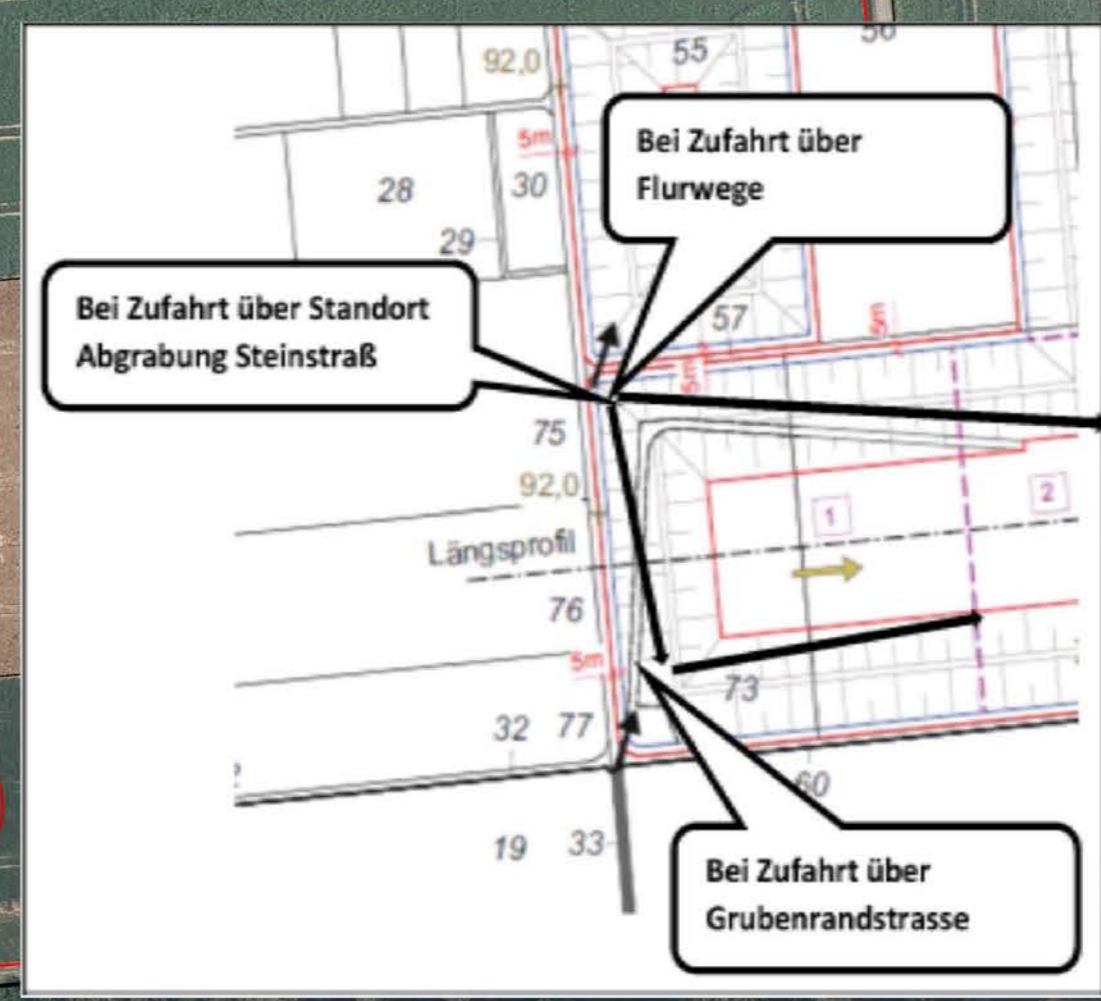 55
92,0
5m
Bei Zufahrt über
Flurwege
28
30
29
Bei Zufahrt über Standort
Abgrabung Steinstraß
57
5m
5m
75
92,0
1
2
Längsprofil
76
5m
73
32
77
60
19
33
Bei Zufahrt über
Grubenrandstrasse